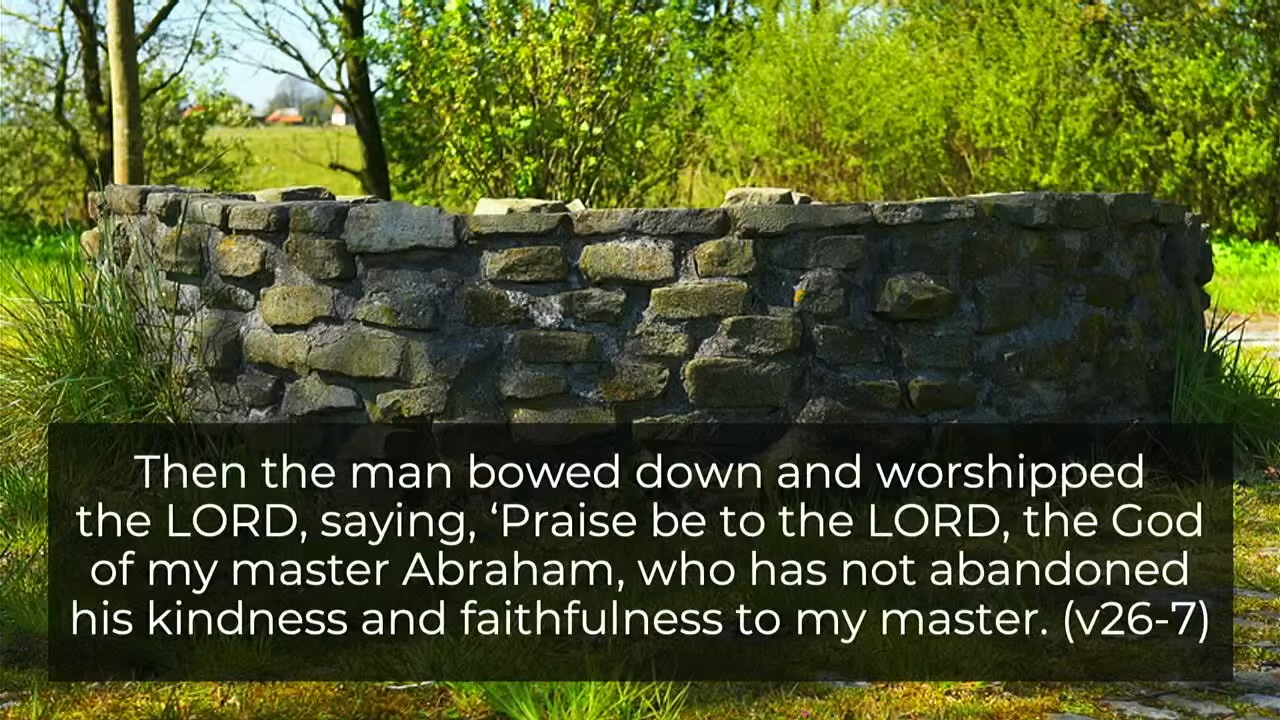 Then the man bowed down and worshipped
the LORD, saying, ‘Praise be to the LORD, the God
of my master Abraham, who has not abandoned
his kindness and faithfulness to my master. (v26-7)